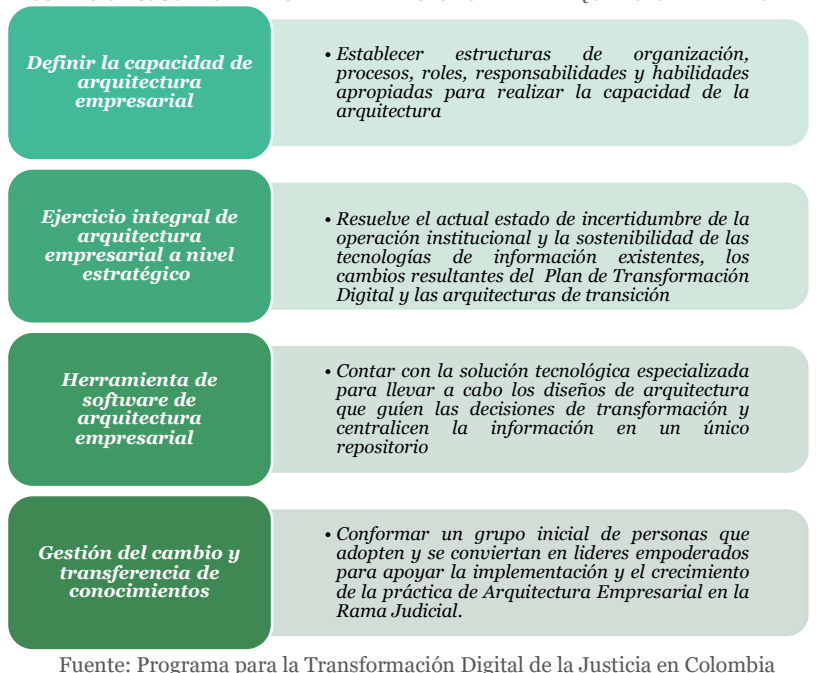 Definir la capacidad de
arquitectura
empresarial
• Establecer estructuras de organización,
procesos, roles, responsabilidades y habilidades
apropiadas para realizar la capacidad de la
arquitectura
Ejercicio integral de
arquitectura
empresarial a nivel
estratégico
• Resuelve el actual estado de incertidumbre de la
operación institucional y la sostenibilidad de las
tecnologías de información existentes, los
cambios resultantes del Plan de Transformación
Digital y las arquitecturas de transición
Herramienta de
software de
arquitectura
empresarial
• Contar con la solución tecnológica especializada
para llevar a cabo los diseños de arquitectura
que guíen las decisiones de transformación y
centralicen la información en un único
repositorio
Gestión del cambio y
transferencia de
conocimientos
• Conformar un grupo inicial de personas que
adopten y se conviertan en lideres empoderados
para apoyar la implementación y el crecimiento
de la práctica de Arquitectura Empresarial en la
Rama Judicial.
Fuente: Programa para la Transformación Digital de la Justicia en Colombia